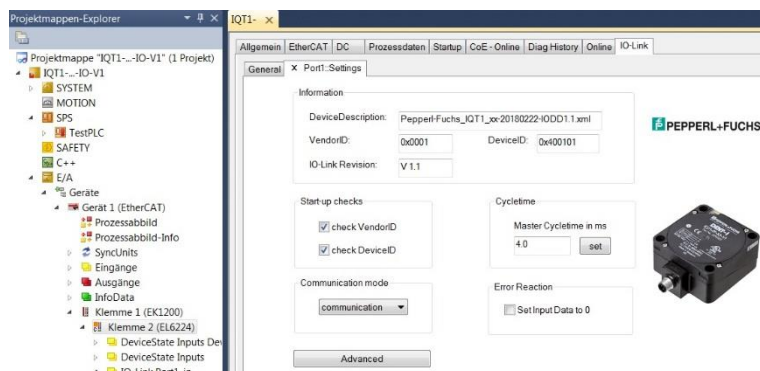 Projektmappen-Explorer
Projektmappe "IQT1-...-IO-V1" (1 Projekt)
IQT1-...-IO-V1
SYSTEM
MOTION
SPS
TestPLC
SAFETY
C++
E/A
Geräte
Gerät 1 (EtherCAT)
Prozessabbild
Prozessabbild-Info
SyncUnits
Eingänge
Ausgänge
InfoData
Klemme 1 (EK1200)
Klemme 2 (EL6224)
DeviceState Inputs Dev
DeviceState Inputs
IQT1-
Allgemein EtherCAT DC Prozessdaten Startup CoE - Online Diag History Online IO-Link
General Port1::Settings
Information
DeviceDescription: Pepperl-Fuchs_IQT1_xx-20180222-IODD1.1.xml
VendorID: 0x0001 DeviceID: 0x400101
IO-Link Revision: V 1.1
PEPPERL+FUCHS
Start-up checks
check VendorID
check DeviceID
Cycletime
Master Cycletime in ms
4.0 set
Communication mode
communication
Error Reaction
Set Input Data to 0
Advanced